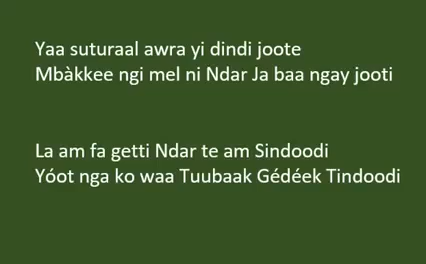 Yaa suturaal awra yi dindi joote
Mbàkkee ngi mel ni Ndar Ja baa ngay jooti
La am fa getti Ndar te am Sindoodi
Yóot nga ko waa Tuubaak Gédéek Tindoodi